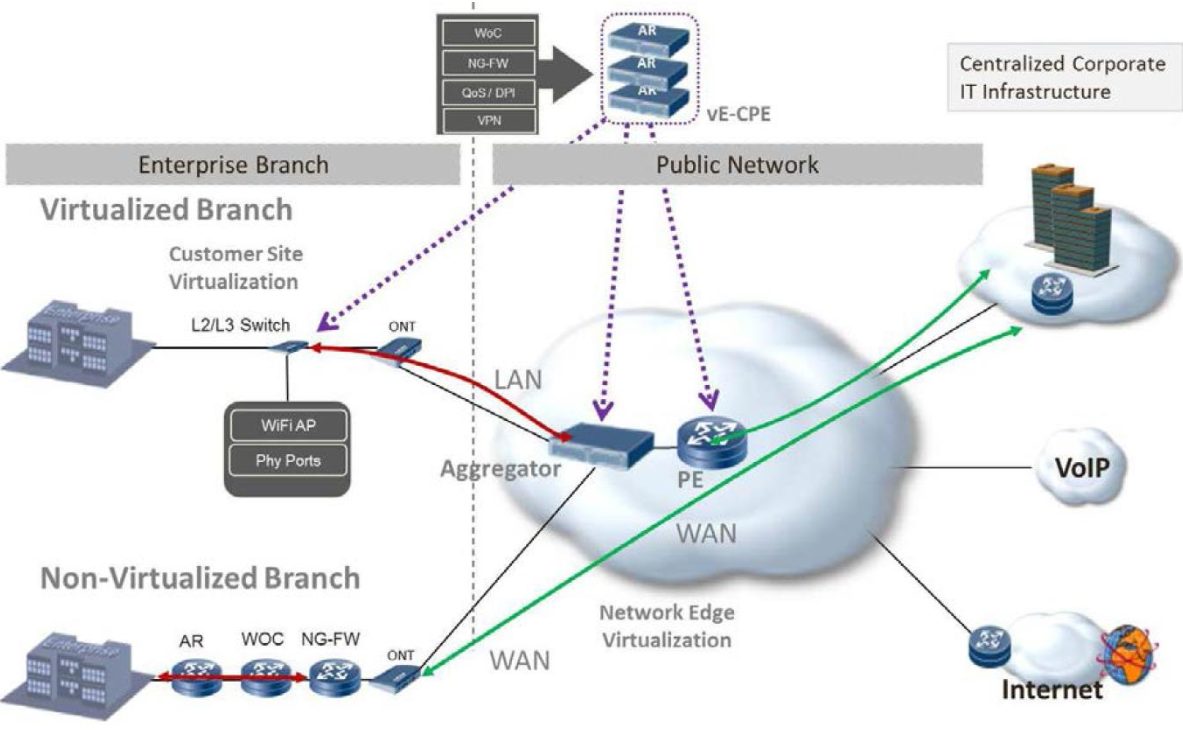 WoC
NG-FW
QoS / DPI
VPN
AR
AR
AR
vE-CPE
Centralized Corporate
IT Infrastructure
Enterprise Branch
Public Network
Virtualized Branch
Customer Site
Virtualization
Enterprise
L2/L3 Switch
ONT
LAN
WiFi AP
Phy Ports
Aggregator
PE
VoIP
WAN
Non-Virtualized Branch
Network Edge
Virtualization
Enterprise
AR
WOC
NG-FW
ONT
WAN
Internet